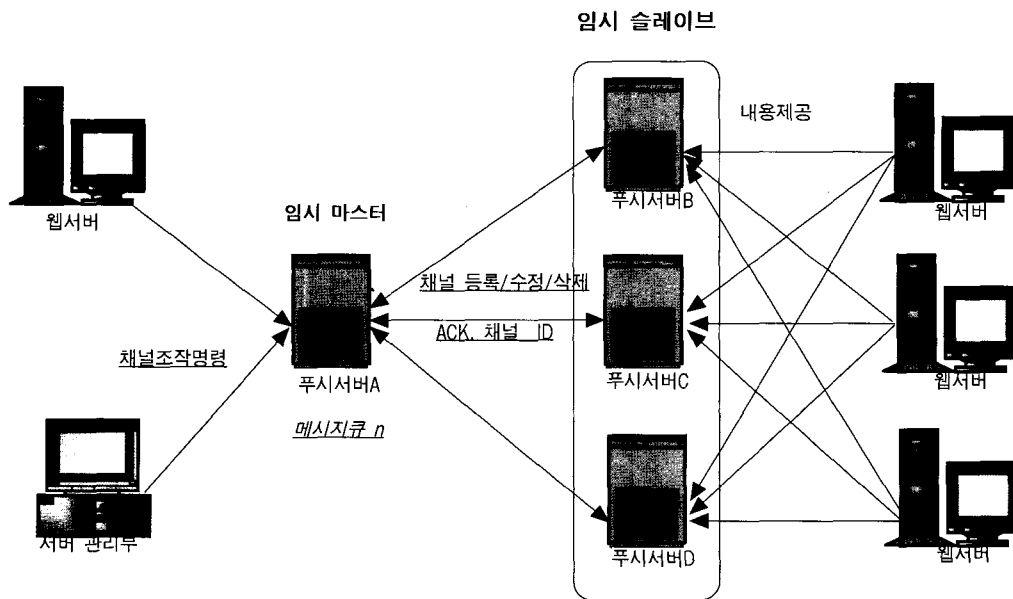 임시 슬레이브
내용제공
웹서버
임시 마스터
푸시서버B
웹서버
채널 등록/수정/삭제
ACK, 채널_ID
채널조작명령
푸시서버A
푸시서버C
웹서버
메시지큐 n
서버 관리부
푸시서버D
웹서버